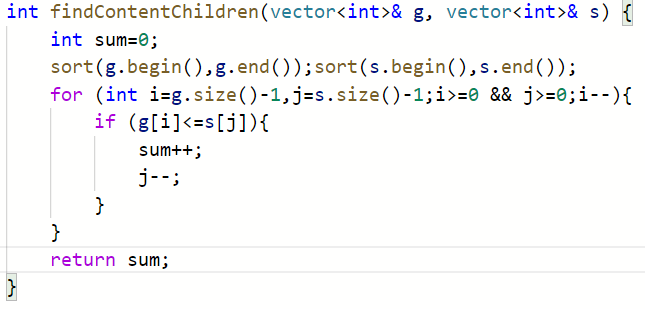 int findContentChildren(vector<int>& g, vector<int>& s) {
    int sum=0;
    sort(g.begin(),g.end());sort(s.begin(),s.end());
    for (int i=g.size()-1,j=s.size()-1;i>=0 && j>=0;i--){
        if (g[i]<=s[j]){
            sum++;
            j--;
        }
    }
    return sum;
}